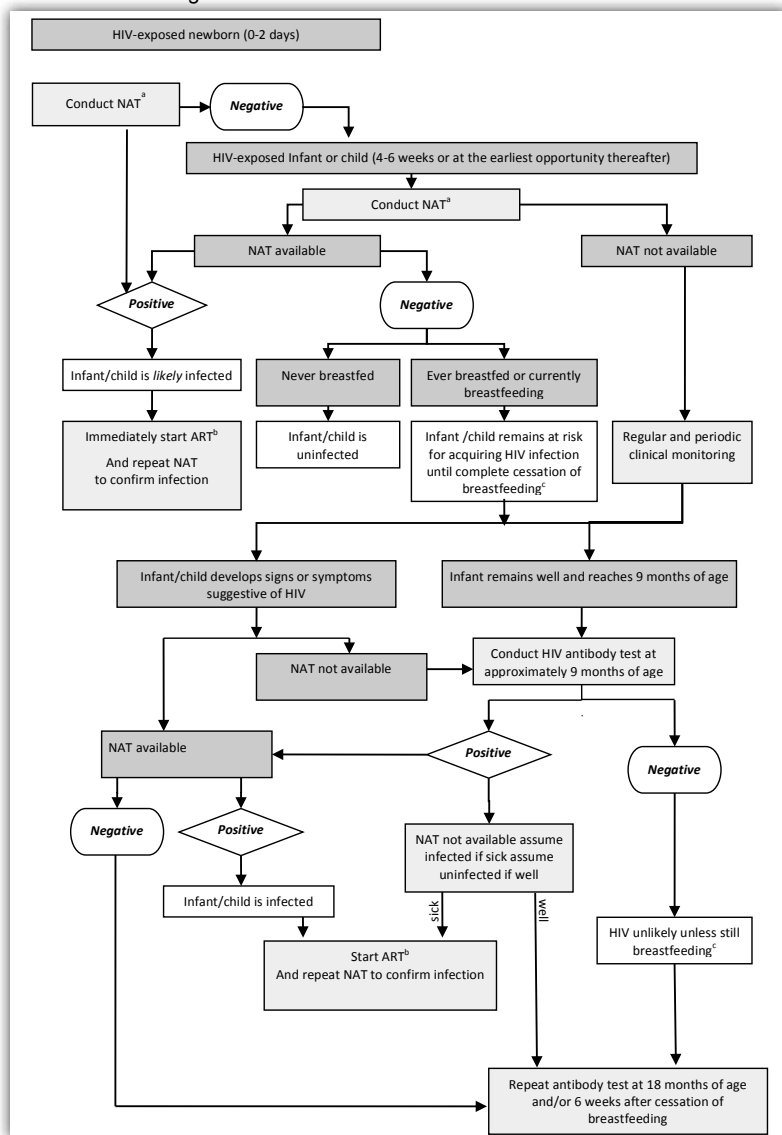 HIV-exposed newborn (0-2 days)
Conduct NATa
Negative
HIV-exposed Infant or child (4-6 weeks or at the earliest opportunity thereafter)
Conduct NATa
NAT available
NAT not available
Positive
Negative
Infant/child is likely infected
Never breastfed
Ever breastfed or currently
breastfeeding
Immediately start ARTb
And repeat NAT
to confirm infection
Infant/child is
uninfected
Infant /child remains at risk
for acquiring HIV infection
until complete cessation of
breastfeedingc
Regular and periodic
clinical monitoring
Infant/child develops signs or symptoms
suggestive of HIV
Infant remains well and reaches 9 months of age
NAT not available
Conduct HIV antibody test at
approximately 9 months of age
NAT available
Positive
Negative
Negative
Positive
NAT not available assume
infected if sick assume
uninfected if well
Infant/child is infected
sick
well
HIV unlikely unless still
breastfeedingc
Start ARTb
And repeat NAT to confirm infection
Repeat antibody test at 18 months of age
and/or 6 weeks after cessation of
breastfeeding